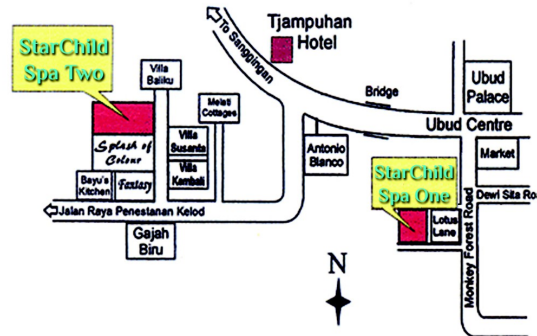 Tjampuhan
Hotel
To Sanggingan
StarChild
Spa Two
Villa
Baliku
Melati
Cottages
Bridge
Ubud
Palace
Ubud Centre
Splash of
Colour
Villa
Susanta
Villa
Kembali
Antonio
Blanco
Market
Bayu's
Kitchen
Fantasy
StarChild
Spa One
Lotus
Lane
Dewi Sita Ro
Jalan Raya Penestanan Kelod
Gajah
Biru
Monkey Forest Road
N